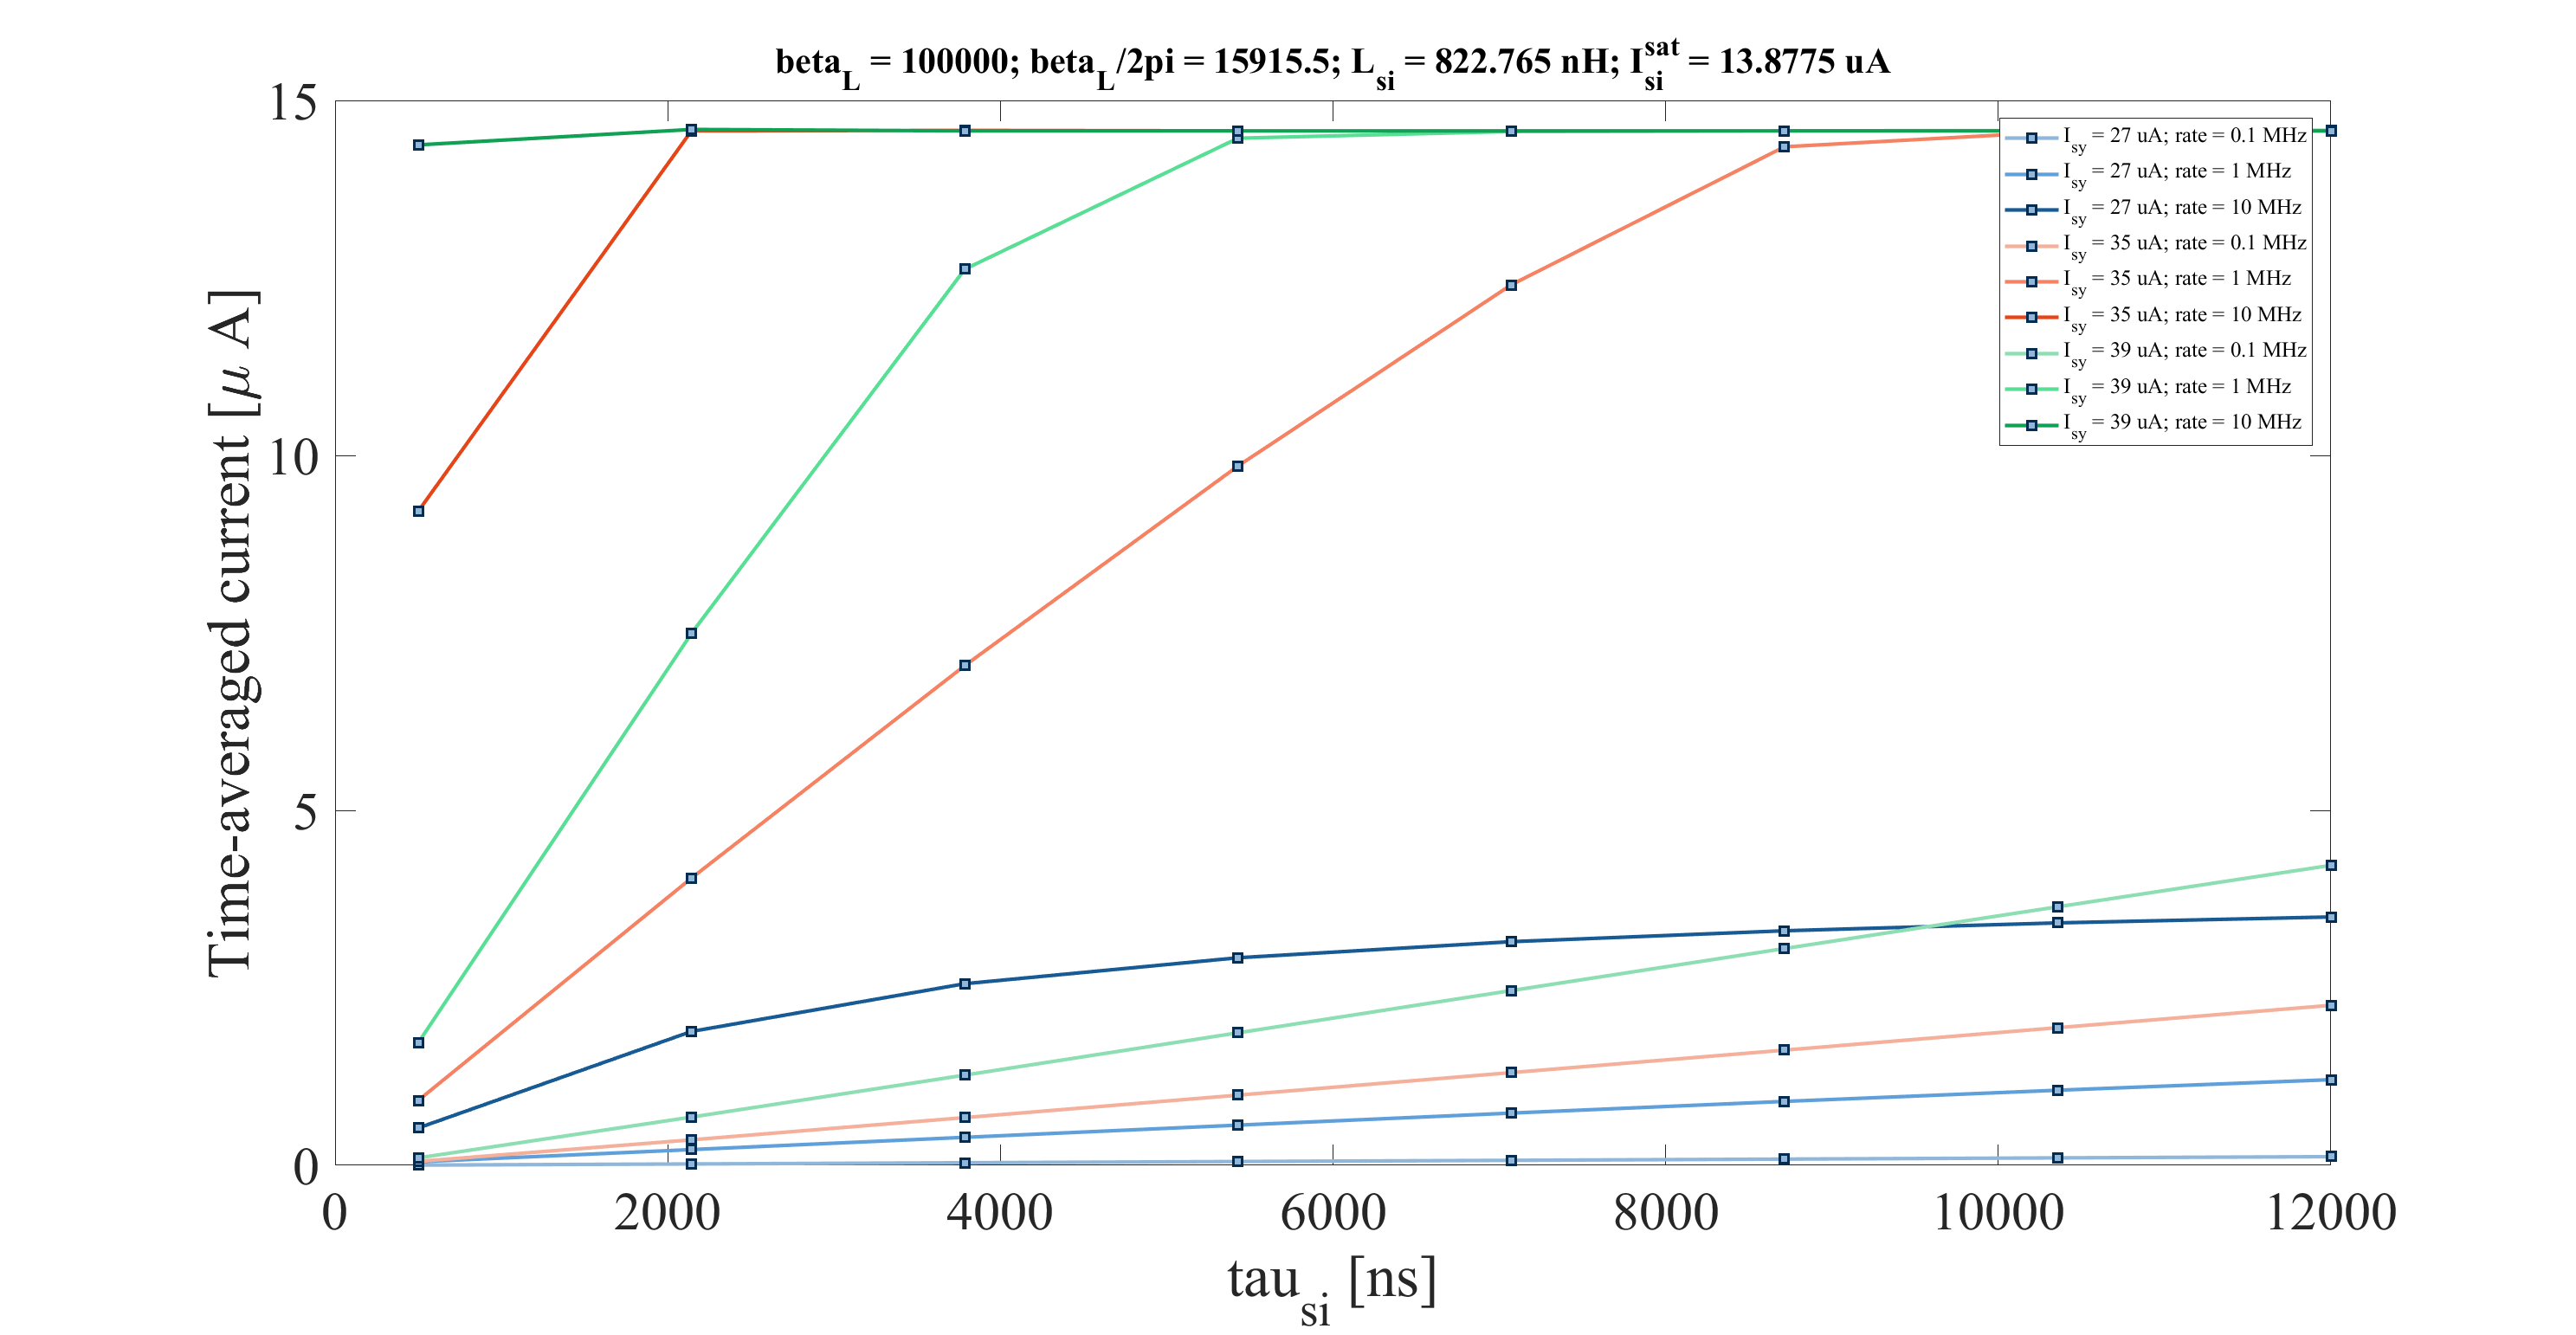 beta_L = 100000; beta_L/2pi = 15915.5; L_si = 822.765 nH; I_si^sat = 13.8775 uA
15
10
5
0
Time-averaged current [μ A]
0 2000 4000 6000 8000 10000 12000
tau_si [ns]
I_sy = 27 uA; rate = 0.1 MHz
I_sy = 27 uA; rate = 1 MHz
I_sy = 27 uA; rate = 10 MHz
I_sy = 35 uA; rate = 0.1 MHz
I_sy = 35 uA; rate = 1 MHz
I_sy = 35 uA; rate = 10 MHz
I_sy = 39 uA; rate = 0.1 MHz
I_sy = 39 uA; rate = 1 MHz
I_sy = 39 uA; rate = 10 MHz